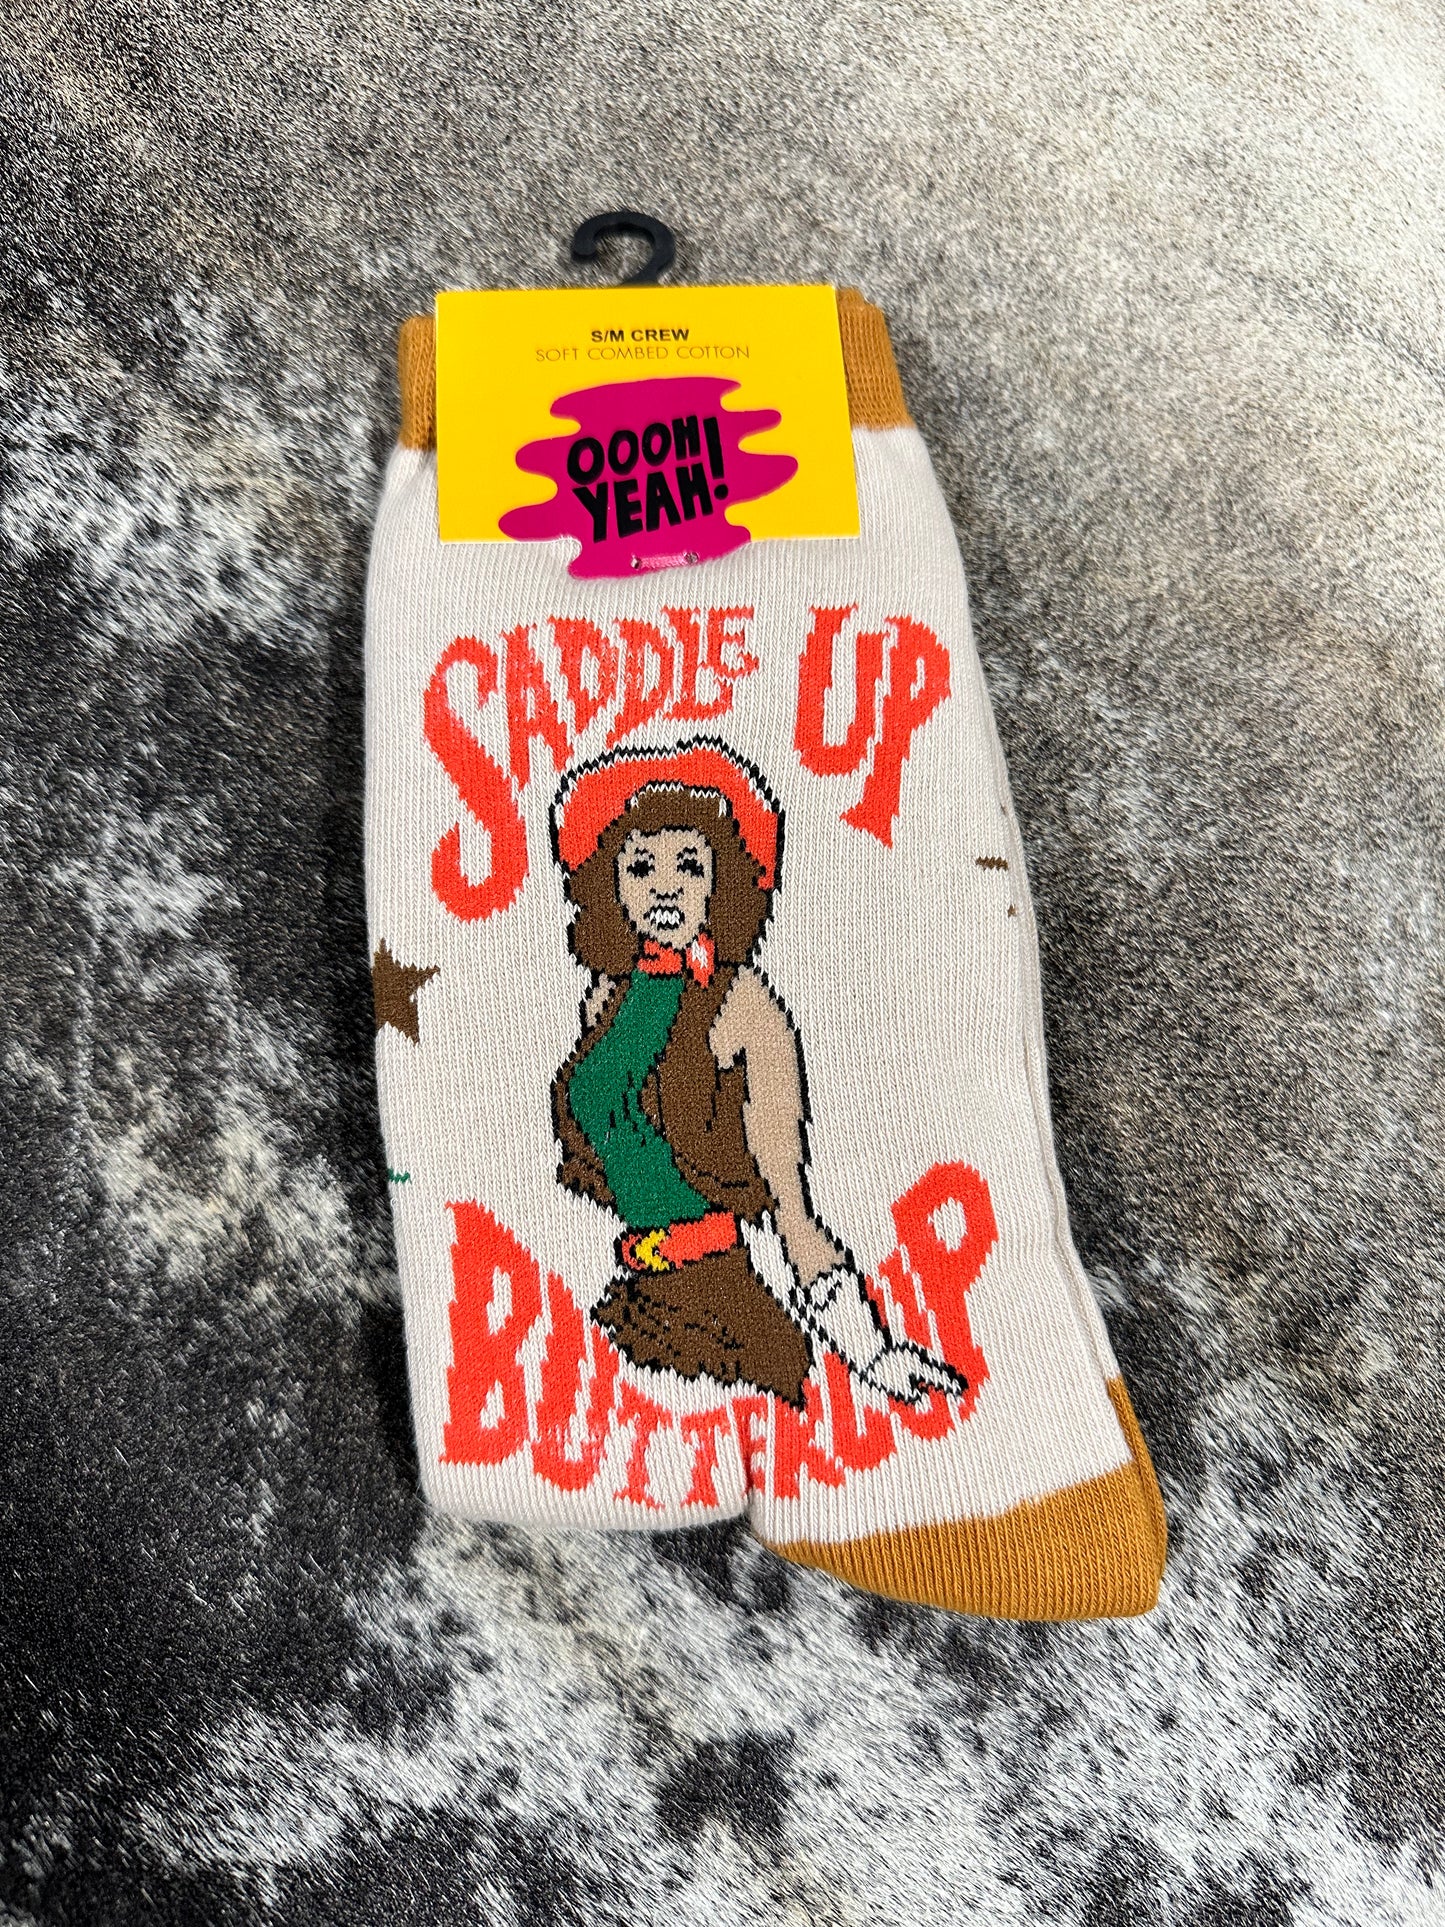 S/M CREW
SOFT COMBED COTTON
OOOH
YEAH!
SADDLE UP
BUTTERCUP